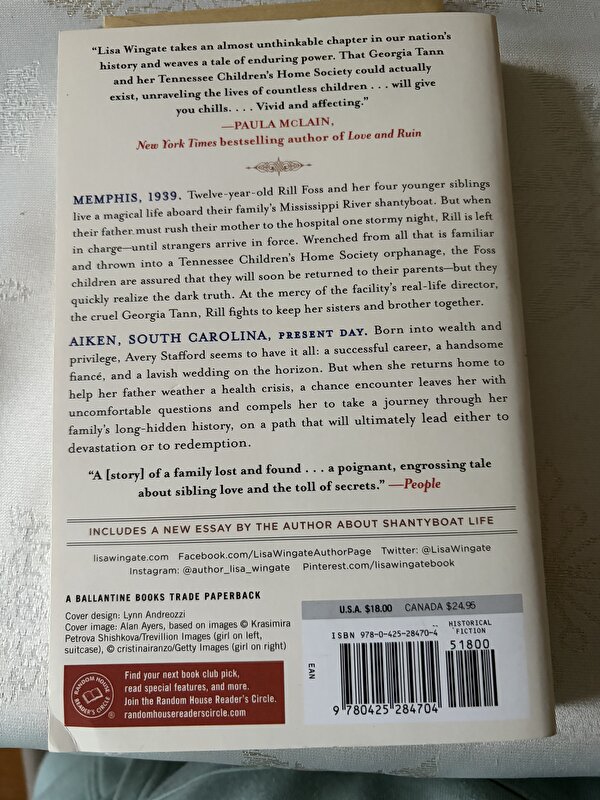 “Lisa Wingate takes an almost unthinkable chapter in our nation’s
history and weaves a tale of enduring power. That Georgia Tann
and her Tennessee Children’s Home Society could actually
exist, unraveling the lives of countless children . . . will give
you chills. . . . Vivid and affecting.”
—PAULA McLAIN,
New York Times bestselling author of Love and Ruin
MEMPHIS, 1939. Twelve-year-old Rill Foss and her four younger siblings
live a magical life aboard their family’s Mississippi River shantyboat. But when
their father must rush their mother to the hospital one stormy night, Rill is left
in charge—until strangers arrive in force. Wrenched from all that is familiar
and thrown into a Tennessee Children’s Home Society orphanage, the Foss
children are assured that they will soon be returned to their parents—but they
quickly realize the dark truth. At the mercy of the facility’s real-life director,
the cruel Georgia Tann, Rill fights to keep her sisters and brother together.
AIKEN, SOUTH CAROLINA, PRESENT DAY. Born into wealth and
privilege, Avery Stafford seems to have it all: a successful career, a handsome
fiancé, and a lavish wedding on the horizon. But when she returns home to
help her father weather a health crisis, a chance encounter leaves her with
uncomfortable questions and compels her to take a journey through her
family’s long-hidden history, on a path that will ultimately lead either to
devastation or to redemption.
“A [story] of a family lost and found . . . a poignant, engrossing tale
about sibling love and the toll of secrets.” —People
INCLUDES A NEW ESSAY BY THE AUTHOR ABOUT SHANTYBOAT LIFE
lisawingate.com Facebook.com/LisaWingateAuthorPage Twitter: @LisaWingate
Instagram: @author_lisa_wingate Pinterest.com/lisawingatebook
A BALLANTINE BOOKS TRADE PAPERBACK
Cover design: Lynn Andreozzi
Cover image: Alan Ayers, based on images © Krasimira
Petrova Shishkova/Trevillion Images (girl on left,
suitcase), © cristinairanzo/Getty Images (girl on right)
RANDOM HOUSE
READER'S CIRCLE
®
Find your next book club pick,
read special features, and more.
Join the Random House Reader’s Circle.
randomhousereaderscircle.com
U.S.A. $18.00 CANADA $24.95
ISBN 978-0-425-28470-4
HISTORICAL
FICTION
51800
EAN
9 780425 284704